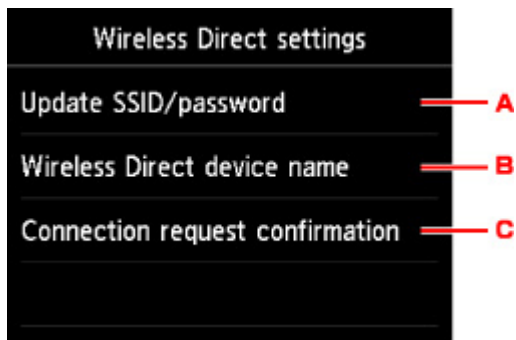 Wireless Direct settings
Update SSID/password A
Wireless Direct device name B
Connection request confirmation C